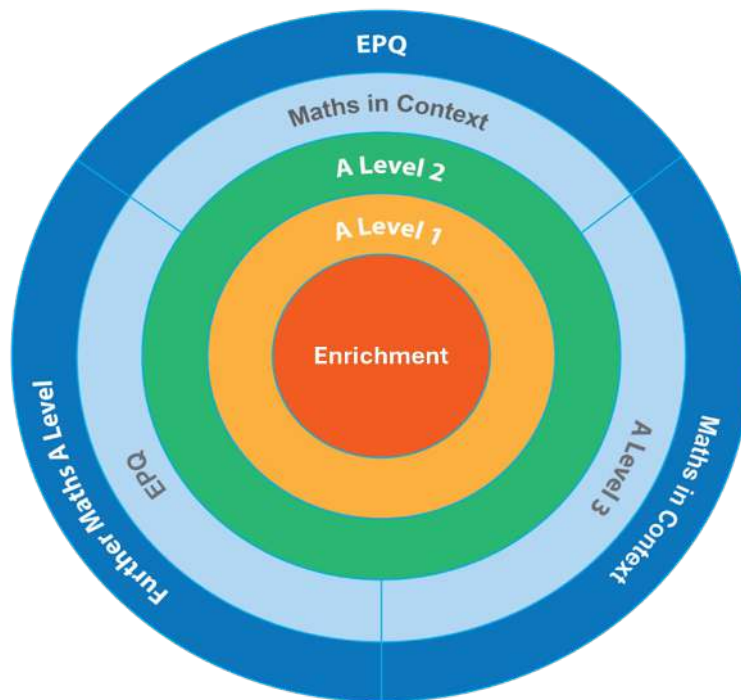 EPQ
Maths in Context
A Level 2
A Level 1
Enrichment
Further Maths A Level
EPQ
A Level 3
Maths in Context